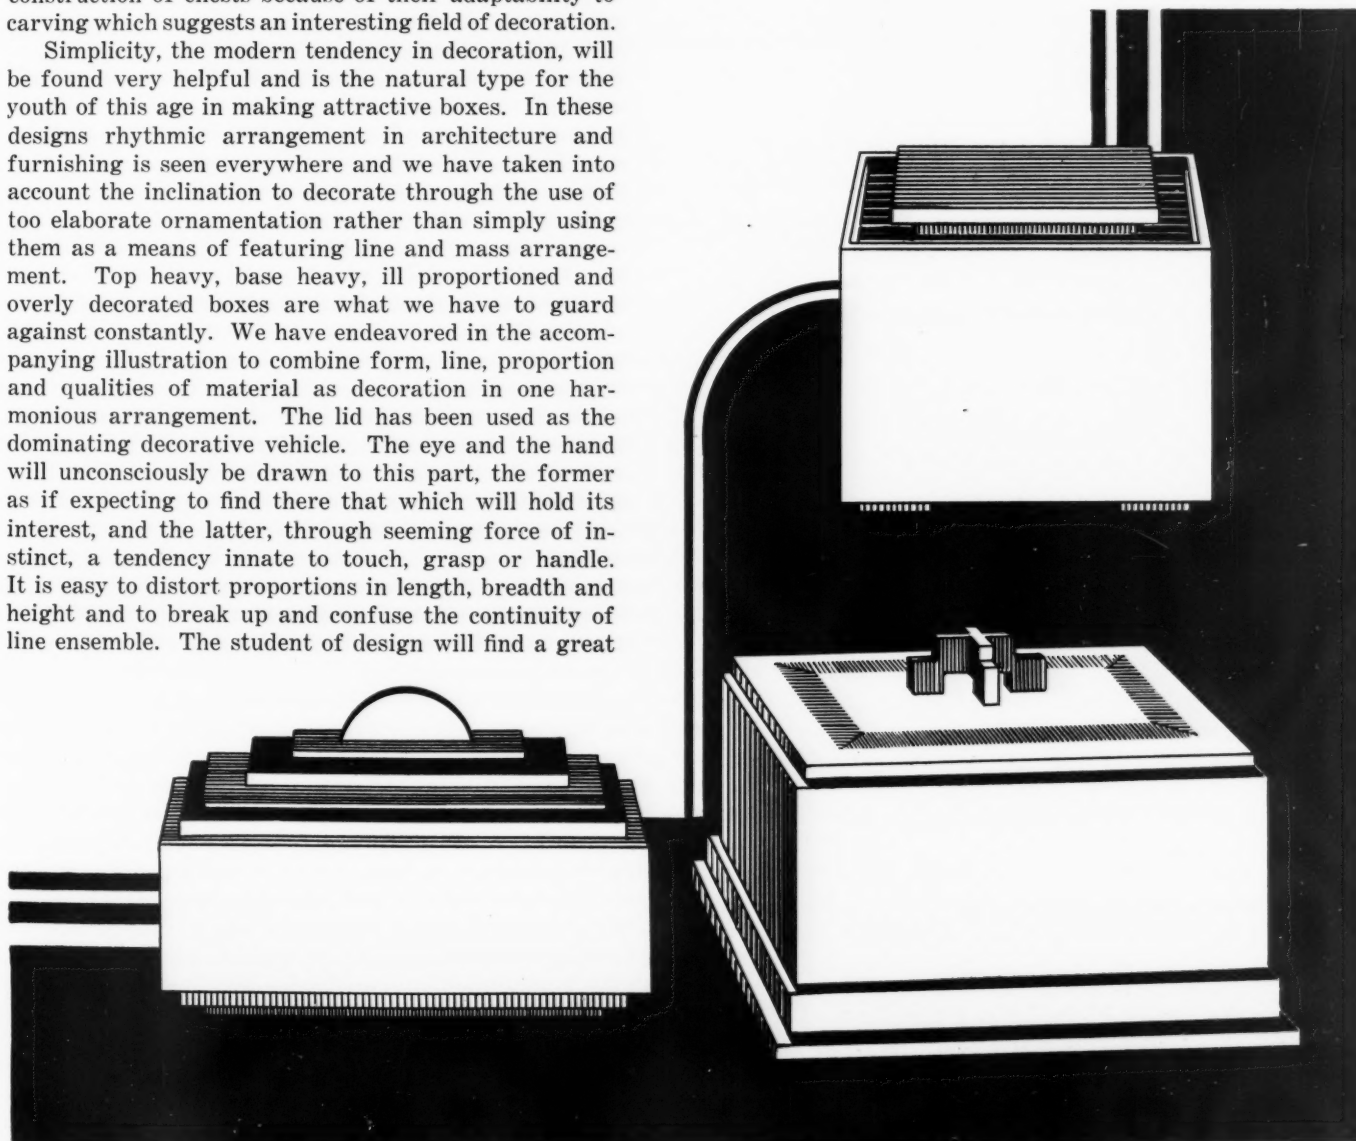 construction of chests because of their adaptability to
carving which suggests an interesting field of decoration.
Simplicity, the modern tendency in decoration, will
be found very helpful and is the natural type for the
youth of this age in making attractive boxes. In these
designs rhythmic arrangement in architecture and
furnishing is seen everywhere and we have taken into
account the inclination to decorate through the use of
too elaborate ornamentation rather than simply using
them as a means of featuring line and mass arrange-
ment. Top heavy, base heavy, ill proportioned and
overly decorated boxes are what we have to guard
against constantly. We have endeavored in the accom-
panying illustration to combine form, line, proportion
and qualities of material as decoration in one har-
monious arrangement. The lid has been used as the
dominating decorative vehicle. The eye and the hand
will unconsciously be drawn to this part, the former
as if expecting to find there that which will hold its
interest, and the latter, through seeming force of in-
stinct, a tendency innate to touch, grasp or handle.
It is easy to distort proportions in length, breadth and
height and to break up and confuse the continuity of
line ensemble. The student of design will find a great